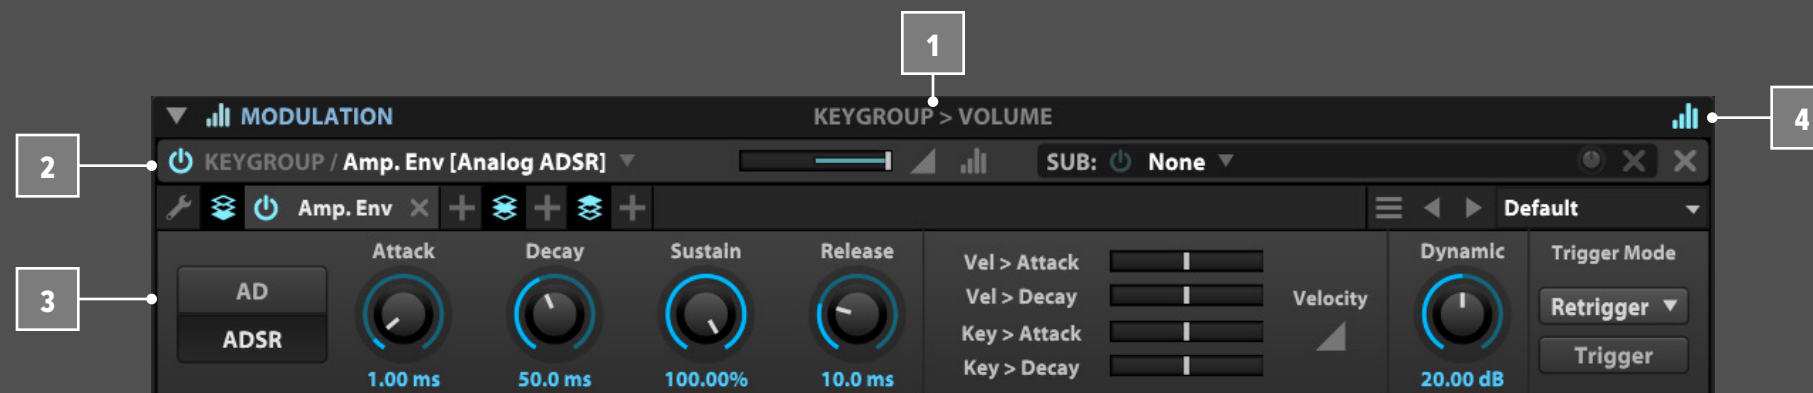 1
MODULATION KEYGROUP > VOLUME 4
2 KEYGROUP / Amp. Env [Analog ADSR] SUB: None
Amp. Env Default
Attack Decay Sustain Release Dynamic Trigger Mode
Vel > Attack
3 AD Vel > Decay Velocity Retrigger
ADSR Key > Attack
Trigger
Key > Decay
1.00 ms 50.0 ms 100.00% 10.0 ms 20.00 dB